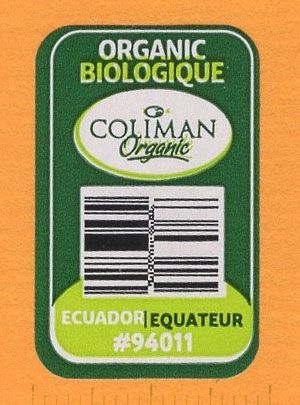 ORGANIC
BIOLOGIQUE
COLIMAN
Organic
ECUADOR|EQUATEUR
#94011